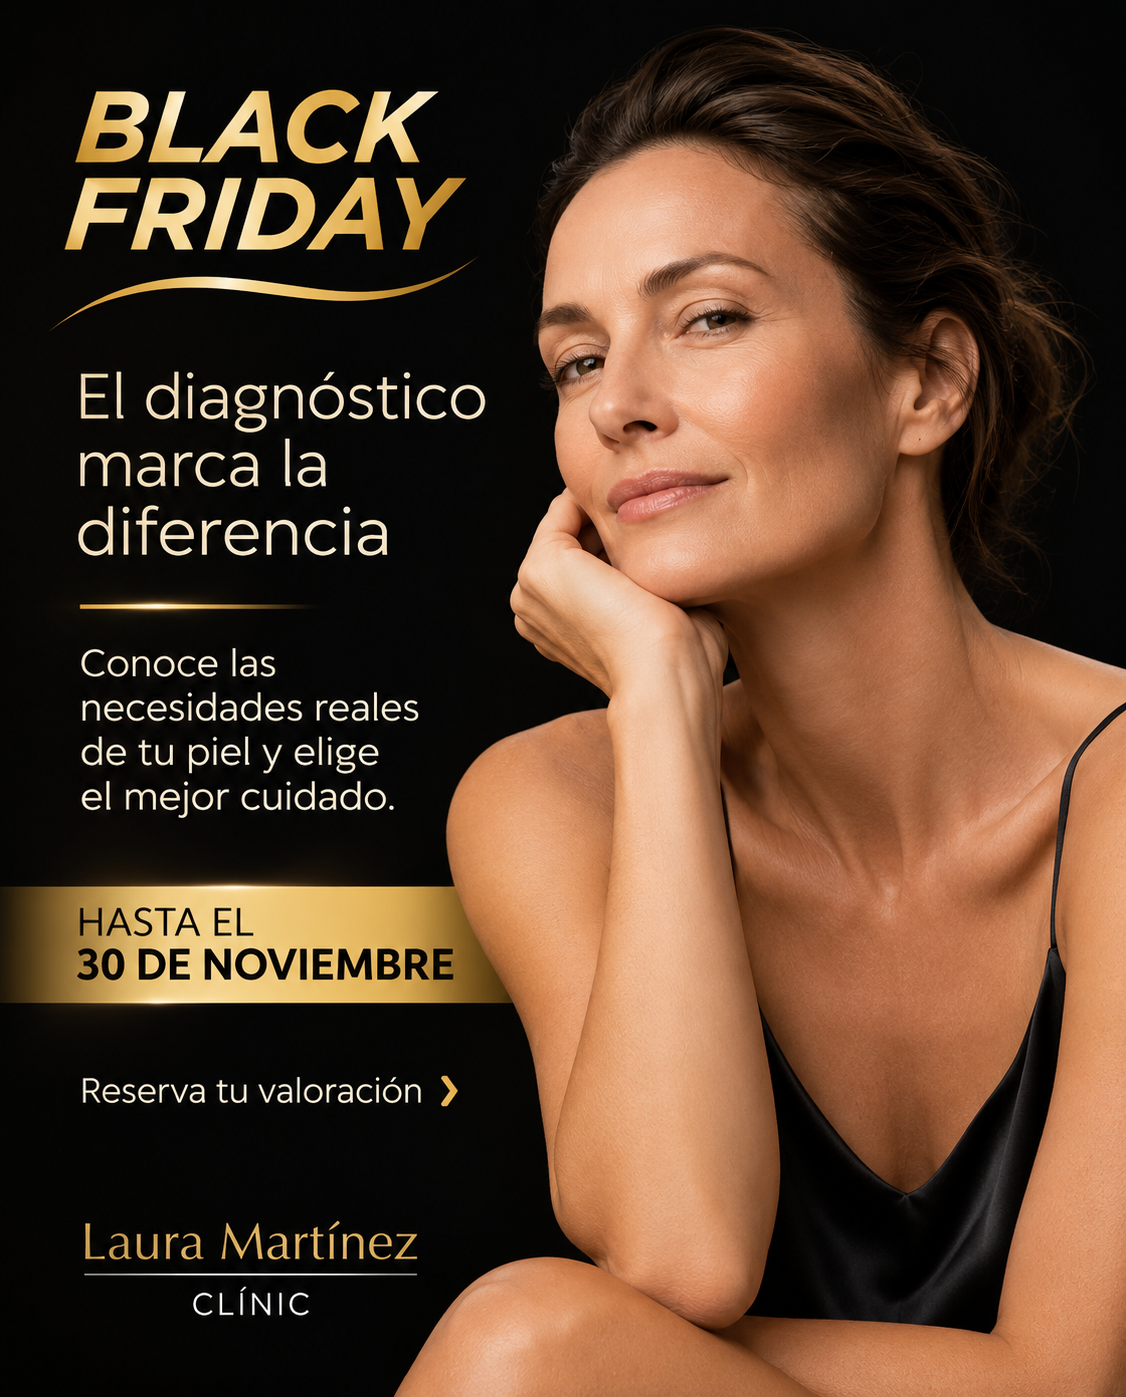 BLACK
FRIDAY
El diagnóstico
marca la
diferencia
Conoce las
necesidades reales
de tu piel y elige
el mejor cuidado.
HASTA EL
30 DE NOVIEMBRE
Reserva tu valoración ❯
Laura Martínez
CLÍNIC